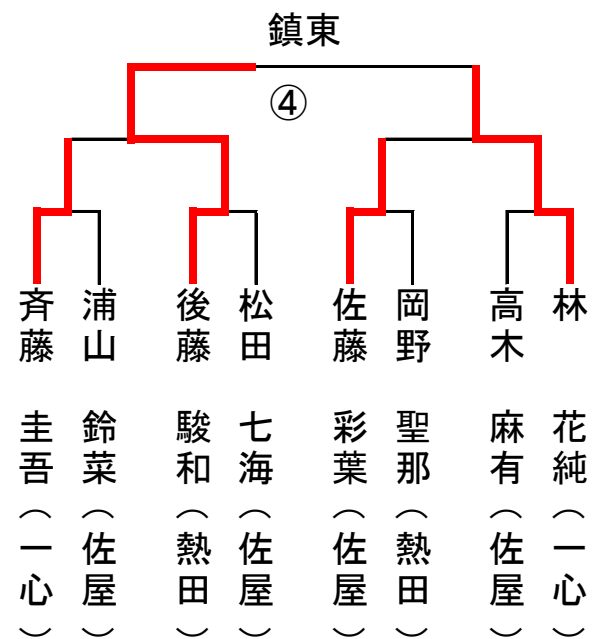 鎮東
④
斉藤 圭吾（一心）
浦山 鈴菜（佐屋）
後藤 駿和（熱田）
松田 七海（佐屋）
佐藤 彩葉（佐屋）
岡野 聖那（熱田）
高木 麻有（佐屋）
林 花純（一心）